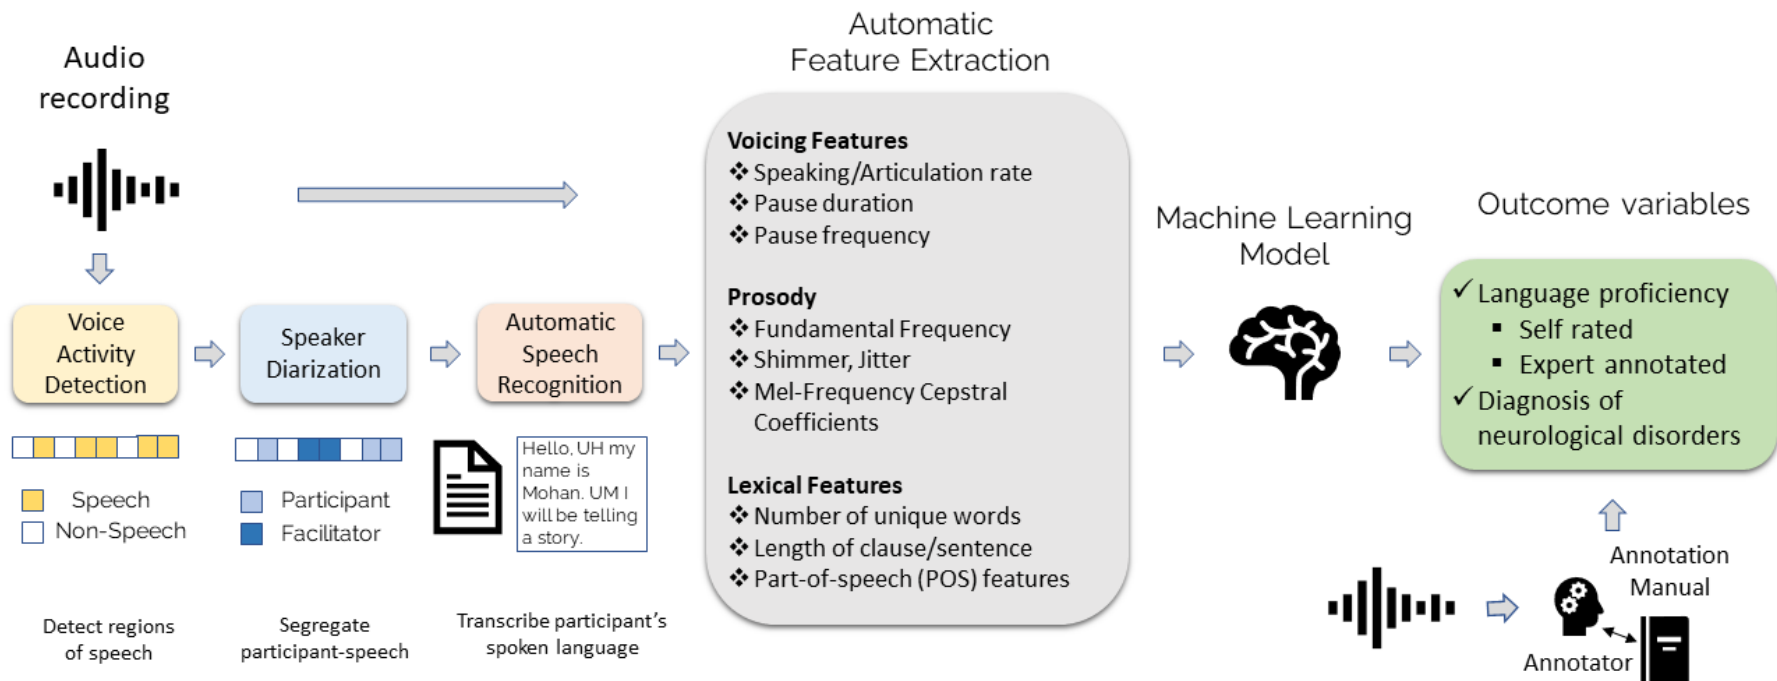 Audio
recording
Voice
Activity
Detection
Speech
Non-Speech
Detect regions
of speech
Speaker
Diarization
Participant
Facilitator
Segregate
participant-speech
Automatic
Speech
Recognition
Hello, UH my
name is
Mohan. UM I
will be telling
a story.
Transcribe participant's
spoken language
Automatic
Feature Extraction
Voicing Features
❖ Speaking/Articulation rate
❖ Pause duration
❖ Pause frequency
Prosody
❖ Fundamental Frequency
❖ Shimmer, Jitter
❖ Mel-Frequency Cepstral
Coefficients
Lexical Features
❖ Number of unique words
❖ Length of clause/sentence
❖ Part-of-speech (POS) features
Machine Learning
Model
Outcome variables
✓ Language proficiency
▪ Self rated
▪ Expert annotated
✓ Diagnosis of
neurological disorders
Annotation
Manual
Annotator